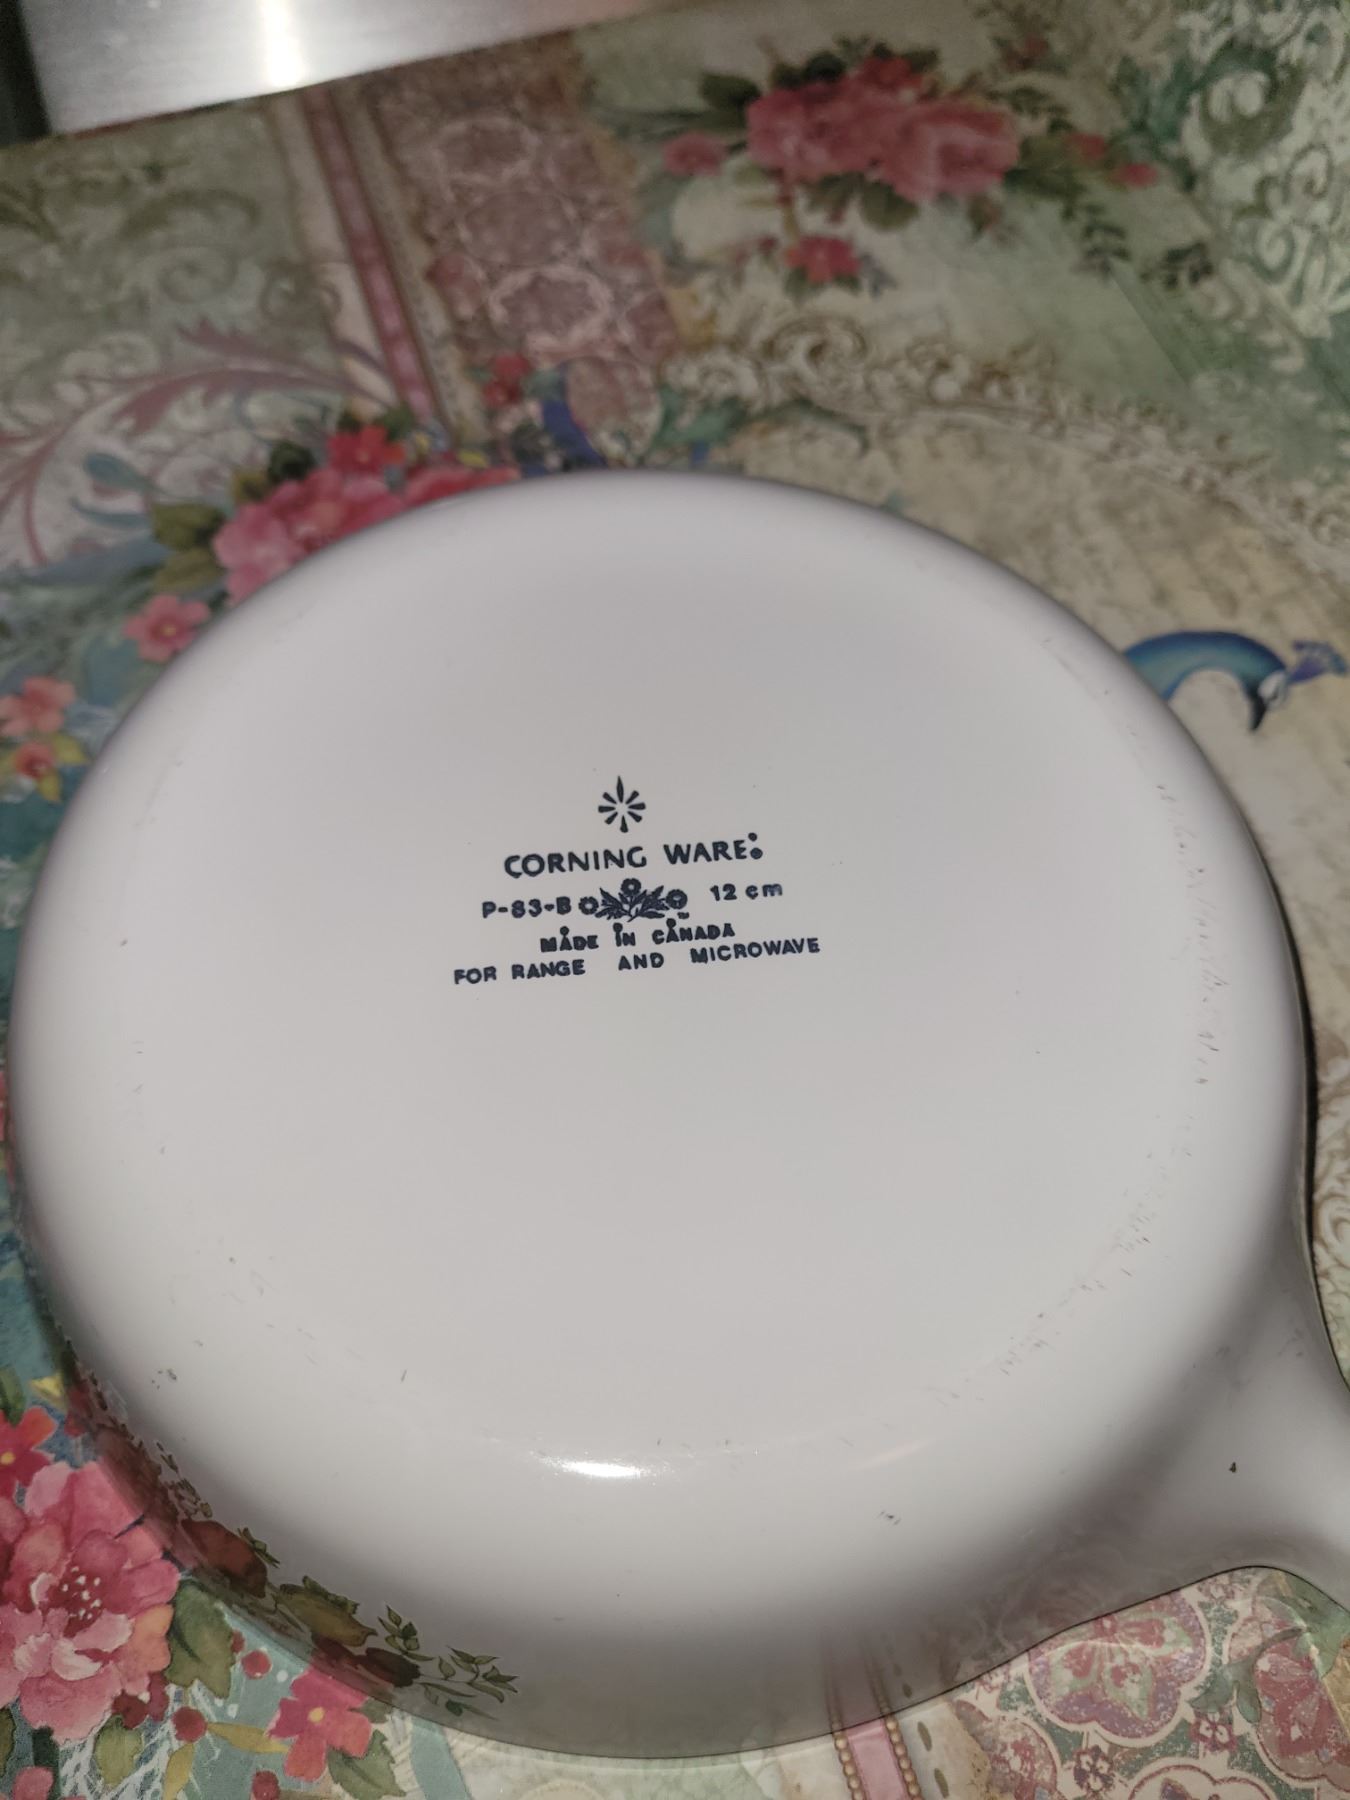 CORNING WARE:
P-83-B 12 cm
MADE IN CANADA
FOR RANGE AND MICROWAVE